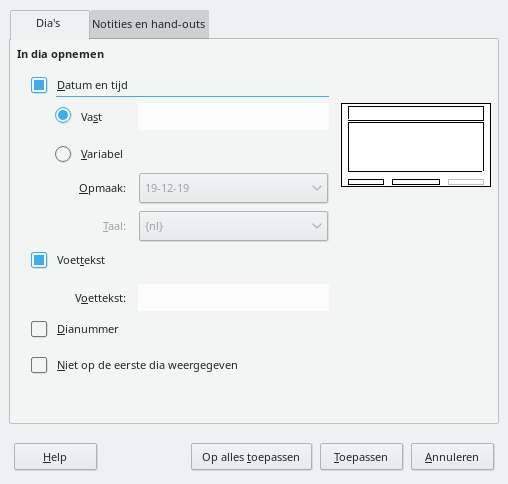 Dia's
Notities en hand-outs
In dia opnemen
Datum en tijd
Vast
Variabel
Opmaak:
19-12-19
Taal:
{nl}
Voettekst
Voettekst:
Dianummer
Niet op de eerste dia weergegeven
Help
Op alles toepassen
Toepassen
Annuleren